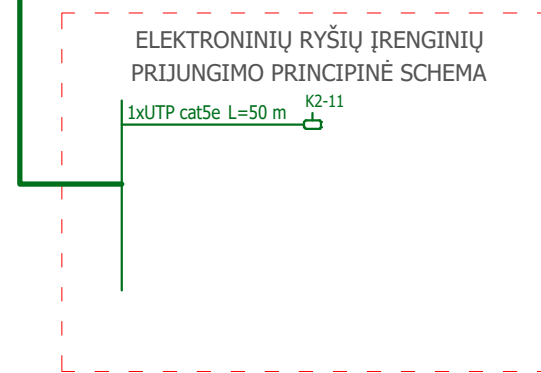 ELEKTRONINIŲ RYŠIŲ ĮRENGINIŲ
PRIJUNGIMO PRINCIPINĖ SCHEMA
1xUTP cat5e L=50 m
K2-11